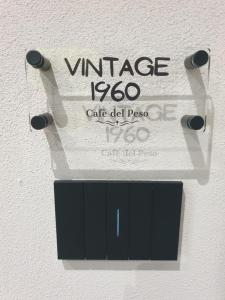 VINTAGE
1960
Café del Peso